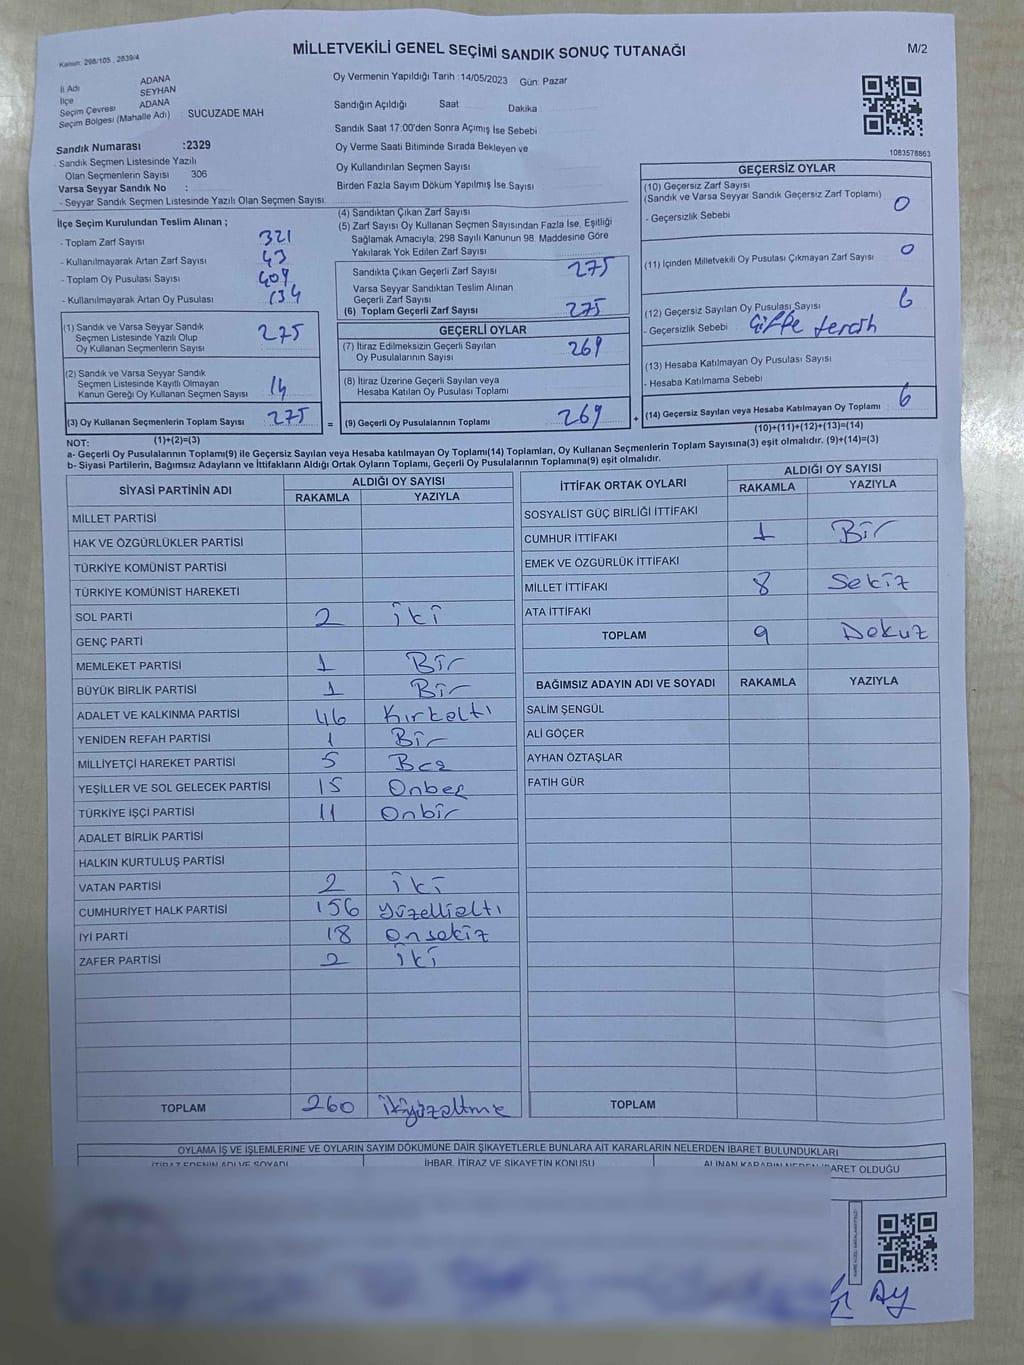 Kanun: 298/105 , 2839/4
MİLLETVEKİLİ GENEL SEÇİMİ SANDIK SONUÇ TUTANAĞI
M/2
İl Adı ADANA
İlçe SEYHAN
Seçim Çevresi ADANA
Seçim Bölgesi (Mahalle Adı) SUCUZADE MAH
Sandık Numarası :2329
- Sandık Seçmen Listesinde Yazılı
Olan Seçmenlerin Sayısı 306
Varsa Seyyar Sandık No :
- Seyyar Sandık Seçmen Listesinde Yazılı Olan Seçmen Sayısı:
Oy Vermenin Yapıldığı Tarih :14/05/2023 Gün: Pazar
Sandığın Açıldığı Saat Dakika
Sandık Saat 17:00'den Sonra Açımış İse Sebebi
Oy Verme Saati Bitiminde Sırada Bekleyen ve
Oy Kullandırılan Seçmen Sayısı
Birden Fazla Sayım Döküm Yapılmış İse Sayısı
1083578863
İlçe Seçim Kurulundan Teslim Alınan ;
- Toplam Zarf Sayısı 321
- Kullanılmayarak Artan Zarf Sayısı 43
- Toplam Oy Pusulası Sayısı 409
- Kullanılmayarak Artan Oy Pusulası 134
(1) Sandık ve Varsa Seyyar Sandık
Seçmen Listesinde Yazılı Olup
Oy Kullanan Seçmenlerin Sayısı 275
(2) Sandık ve Varsa Seyyar Sandık
Seçmen Listesinde Kayıtlı Olmayan
Kanun Gereği Oy Kullanan Seçmen Sayısı 14
(3) Oy Kullanan Seçmenlerin Toplam Sayısı 275
(1)+(2)=(3)
(4) Sandıktan Çıkan Zarf Sayısı
(5) Zarf Sayısı Oy Kullanan Seçmen Sayısından Fazla İse, Eşitliği
Sağlamak Amacıyla, 298 Sayılı Kanunun 98. Maddesine Göre
Yakılarak Yok Edilen Zarf Sayısı
Sandıkta Çıkan Geçerli Zarf Sayısı 275
Varsa Seyyar Sandıktan Teslim Alınan
Geçerli Zarf Sayısı
(6) Toplam Geçerli Zarf Sayısı 275
GEÇERLİ OYLAR
(7) İtiraz Edilmeksizin Geçerli Sayılan
Oy Pusulalarının Sayısı 269
(8) İtiraz Üzerine Geçerli Sayılan veya
Hesaba Katılan Oy Pusulası Toplamı
= (9) Geçerli Oy Pusulalarının Toplamı 269 +
GEÇERSİZ OYLAR
(10) Geçersiz Zarf Sayısı
(Sandık ve Varsa Seyyar Sandık Geçersiz Zarf Toplamı) 0
- Geçersizlik Sebebi
(11) İçinden Milletvekili Oy Pusulası Çıkmayan Zarf Sayısı 0
(12) Geçersiz Sayılan Oy Pusulası Sayısı 6
- Geçersizlik Sebebi Çifte tercih
(13) Hesaba Katılmayan Oy Pusulası Sayısı
- Hesaba Katılmama Sebebi
(14) Geçersiz Sayılan veya Hesaba Katılmayan Oy Toplamı 6
(10)+(11)+(12)+(13)=(14)
NOT:
a- Geçerli Oy Pusulalarının Toplamı(9) ile Geçersiz Sayılan veya Hesaba katılmayan Oy Toplamı(14) Toplamları, Oy Kullanan Seçmenlerin Toplam Sayısına(3) eşit olmalıdır. (9)+(14)=(3)
b- Siyasi Partilerin, Bağımsız Adayların ve İttifakların Aldığı Ortak Oyların Toplamı, Geçerli Oy Pusulalarının Toplamına(9) eşit olmalıdır.
SİYASİ PARTİNİN ADI ALDIĞI OY SAYISI
RAKAMLA YAZIYLA
MİLLET PARTİSİ
HAK VE ÖZGÜRLÜKLER PARTİSİ
TÜRKİYE KOMÜNİST PARTİSİ
TÜRKİYE KOMÜNİST HAREKETİ
SOL PARTİ 2 iki
GENÇ PARTİ
MEMLEKET PARTİSİ 1 Bir
BÜYÜK BİRLİK PARTİSİ 1 Bir
ADALET VE KALKINMA PARTİSİ 46 Kırkaltı
YENİDEN REFAH PARTİSİ 1 Bir
MİLLİYETÇİ HAREKET PARTİSİ 5 Beş
YEŞİLLER VE SOL GELECEK PARTİSİ 15 Onbeş
TÜRKİYE İŞÇİ PARTİSİ 11 Onbir
ADALET BİRLİK PARTİSİ
HALKIN KURTULUŞ PARTİSİ
VATAN PARTİSİ 2 iki
CUMHURİYET HALK PARTİSİ 156 yüzellialtı
İYİ PARTİ 18 onsekiz
ZAFER PARTİSİ 2 iki
TOPLAM 260 ikiyüzaltmış
İTTİFAK ORTAK OYLARI ALDIĞI OY SAYISI
RAKAMLA YAZIYLA
SOSYALİST GÜÇ BİRLİĞİ İTTİFAKI
CUMHUR İTTİFAKI 1 Bir
EMEK VE ÖZGÜRLÜK İTTİFAKI
MİLLET İTTİFAKI 8 Sekiz
ATA İTTİFAKI
TOPLAM 9 Dokuz
BAĞIMSIZ ADAYIN ADI VE SOYADI RAKAMLA YAZIYLA
SALİM ŞENGÜL
ALİ GÖÇER
AYHAN ÖZTAŞLAR
FATİH GÜR
TOPLAM
OYLAMA İŞ VE İŞLEMLERİNE VE OYLARIN SAYIM DÖKÜMÜNE DAİR ŞİKAYETLERLE BUNLARA AİT KARARLARIN NELERDEN İBARET BULUNDUKLARI
İTİRAZ EDENİN ADI VE SOYADI İHBAR, İTİRAZ VE ŞİKAYETİN KONUSU ALINAN KARARIN NEDEN İBARET OLDUĞU